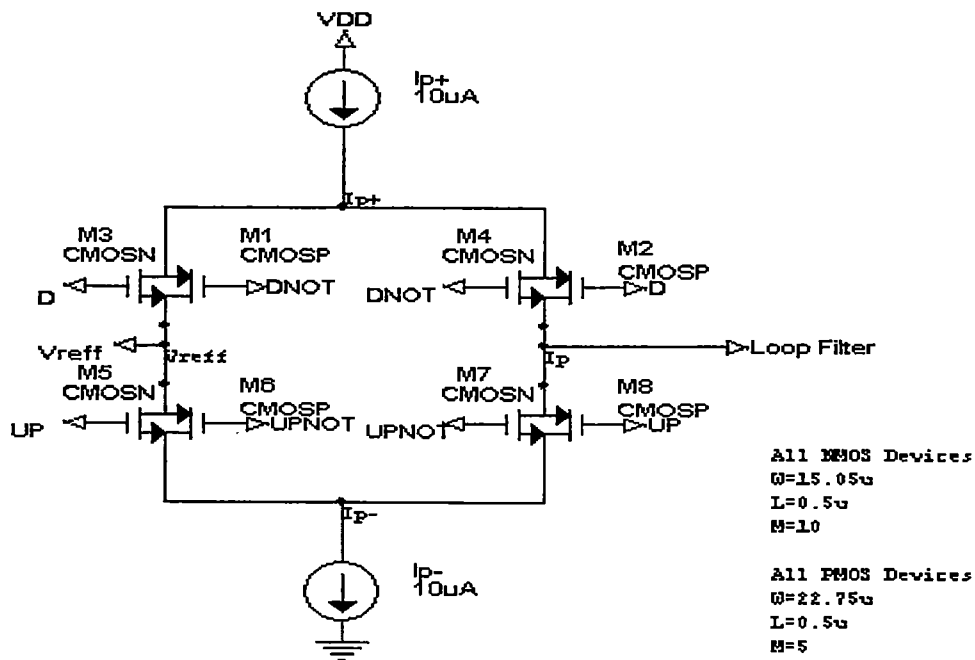 VDD
Ip+
10uA
Ip+
M3
CMOSN
M1
CMOSP
M4
CMOSN
M2
CMOSP
D
DNOT
DNOT
D
Vreff
Vreff
Ip
Loop Filter
M5
CMOSN
M6
CMOSP
M7
CMOSN
M8
CMOSP
UP
UPNOT
UPNOT
UP
Ip-
Ip-
10uA
All NMOS Devices
W=15.05u
L=0.5u
M=10
All PMOS Devices
W=22.75u
L=0.5u
M=5